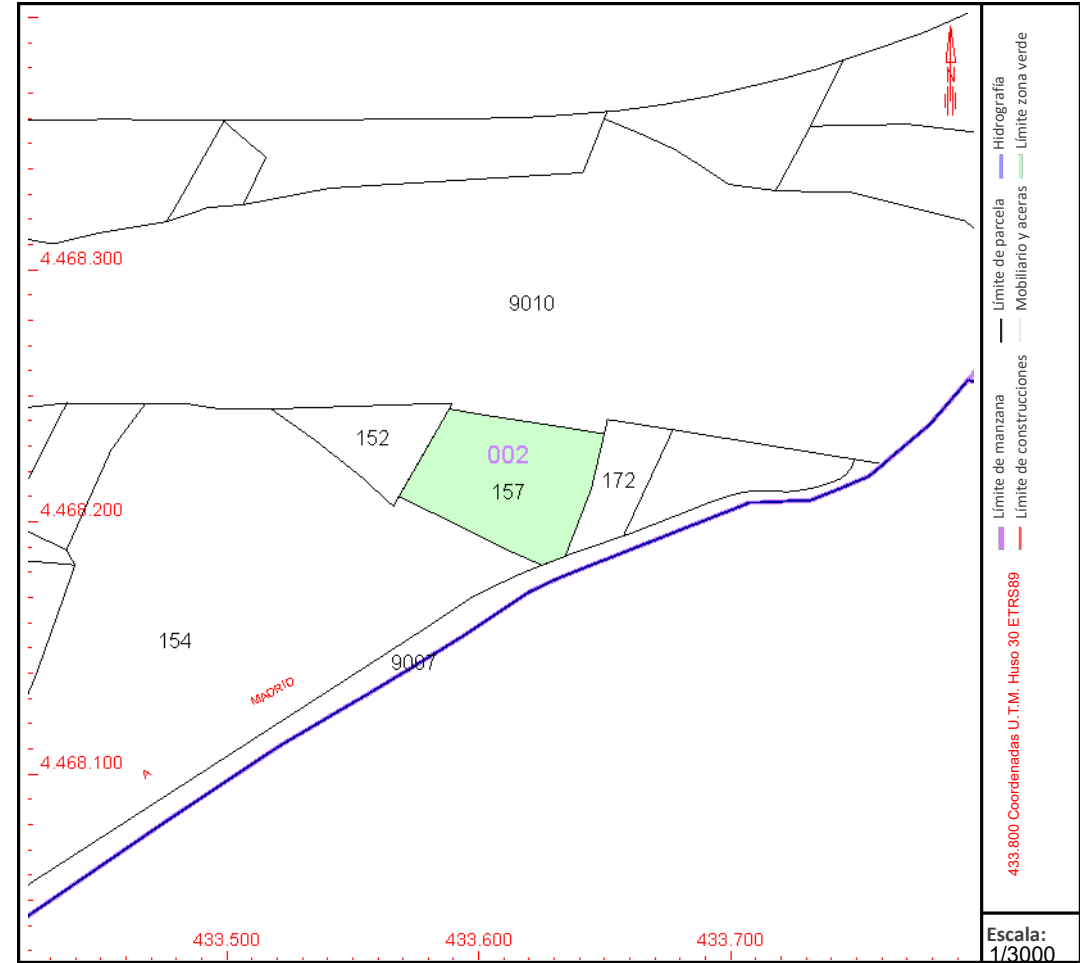 4.468.300
9010
152
002
157
172
4.468.200
154
9007
MADRID
A
4.468.100
433.500
433.600
433.700
N
Hidrografía
Límite zona verde
Límite de parcela
Mobiliario y aceras
Límite de manzana
Límite de construcciones
433.800 Coordenadas U.T.M. Huso 30 ETRS89
Escala:
1/3000